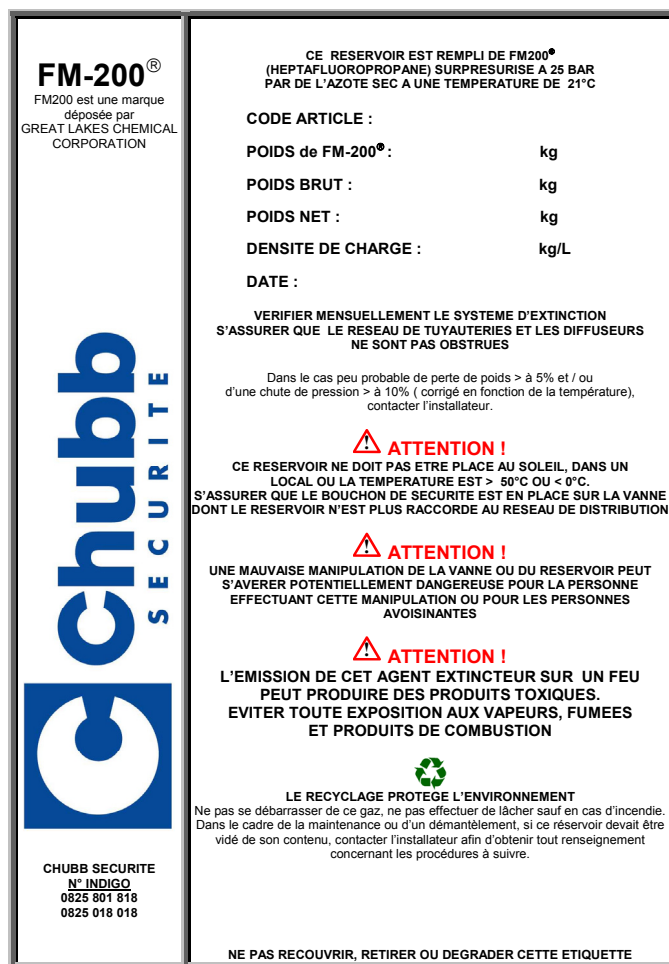 FM-200®
FM200 est une marque
déposée par
GREAT LAKES CHEMICAL
CORPORATION
Chubb
SECURITE
CHUBB SECURITE
N° INDIGO
0825 801 818
0825 018 018
CE RESERVOIR EST REMPLI DE FM200®
(HEPTAFLUOROPROPANE) SURPRESURISE A 25 BAR
PAR DE L'AZOTE SEC A UNE TEMPERATURE DE 21°C
CODE ARTICLE :
POIDS de FM-200® : kg
POIDS BRUT : kg
POIDS NET : kg
DENSITE DE CHARGE : kg/L
DATE :
VERIFIER MENSUELLEMENT LE SYSTEME D'EXTINCTION
S'ASSURER QUE LE RESEAU DE TUYAUTERIES ET LES DIFFUSEURS
NE SONT PAS OBSTRUES
Dans le cas peu probable de perte de poids > à 5% et / ou
d'une chute de pression > à 10% ( corrigé en fonction de la température),
contacter l'installateur.
ATTENTION !
CE RESERVOIR NE DOIT PAS ETRE PLACE AU SOLEIL, DANS UN
LOCAL OU LA TEMPERATURE EST > 50°C OU < 0°C.
S'ASSURER QUE LE BOUCHON DE SECURITE EST EN PLACE SUR LA VANNE
DONT LE RESERVOIR N'EST PLUS RACCORDE AU RESEAU DE DISTRIBUTION
ATTENTION !
UNE MAUVAISE MANIPULATION DE LA VANNE OU DU RESERVOIR PEUT
S'AVERER POTENTIELLEMENT DANGEREUSE POUR LA PERSONNE
EFFECTUANT CETTE MANIPULATION OU POUR LES PERSONNES
AVOISINANTES
ATTENTION !
L'EMISSION DE CET AGENT EXTINCTEUR SUR UN FEU
PEUT PRODUIRE DES PRODUITS TOXIQUES.
EVITER TOUTE EXPOSITION AUX VAPEURS, FUMEES
ET PRODUITS DE COMBUSTION
LE RECYCLAGE PROTEGE L'ENVIRONNEMENT
Ne pas se débarrasser de ce gaz, ne pas effectuer de lâcher sauf en cas d'incendie.
Dans le cadre de la maintenance ou d'un démantèlement, si ce réservoir devait être
vidé de son contenu, contacter l'installateur afin d'obtenir tout renseignement
concernant les procédures à suivre.
NE PAS RECOUVRIR, RETIRER OU DEGRADER CETTE ETIQUETTE